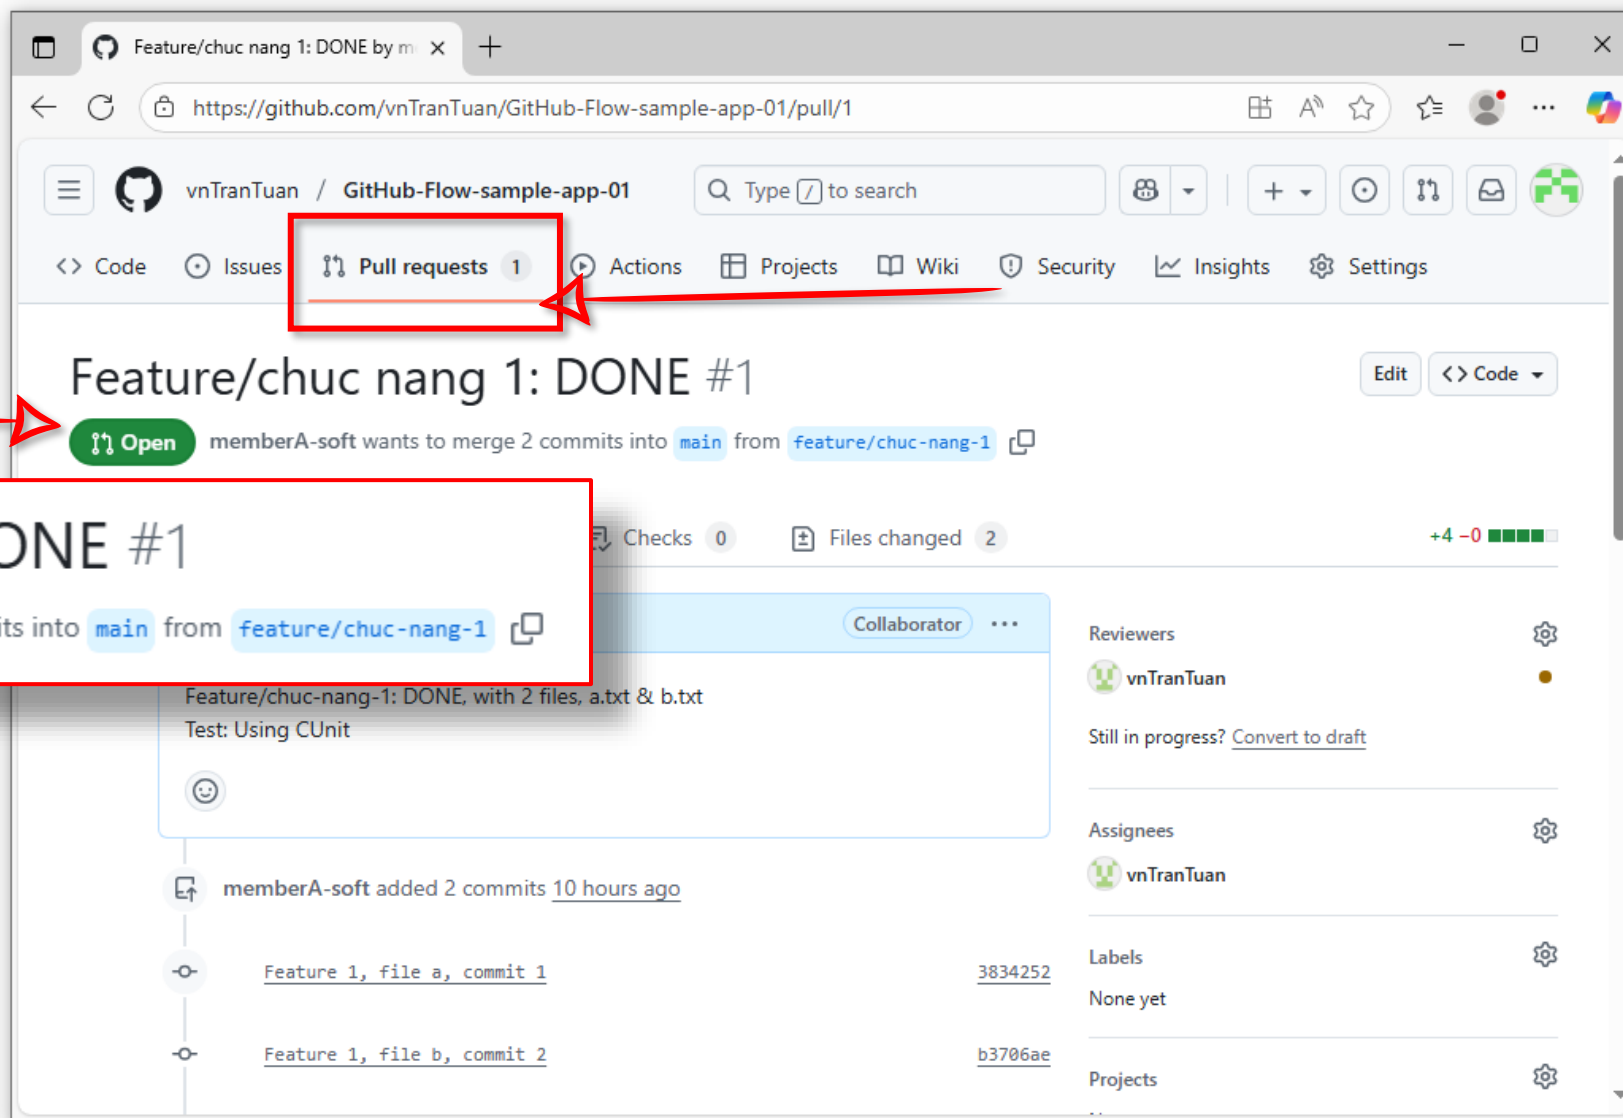 Feature/chuc nang 1: DONE by m
https://github.com/vnTranTuan/GitHub-Flow-sample-app-01/pull/1
vnTranTuan / GitHub-Flow-sample-app-01
Type / to search
Code
Issues
Pull requests 1
Actions
Projects
Wiki
Security
Insights
Settings
Feature/chuc nang 1: DONE #1
Edit
<> Code
Open
memberA-soft wants to merge 2 commits into main from feature/chuc-nang-1
ONE #1
its into main from feature/chuc-nang-1
Checks 0
Files changed 2
+4 −0
Collaborator
Feature/chuc-nang-1: DONE, with 2 files, a.txt & b.txt
Test: Using CUnit
memberA-soft added 2 commits 10 hours ago
Feature 1, file a, commit 1 3834252
Feature 1, file b, commit 2 b3706ae
Reviewers
vnTranTuan
Still in progress? Convert to draft
Assignees
vnTranTuan
Labels
None yet
Projects